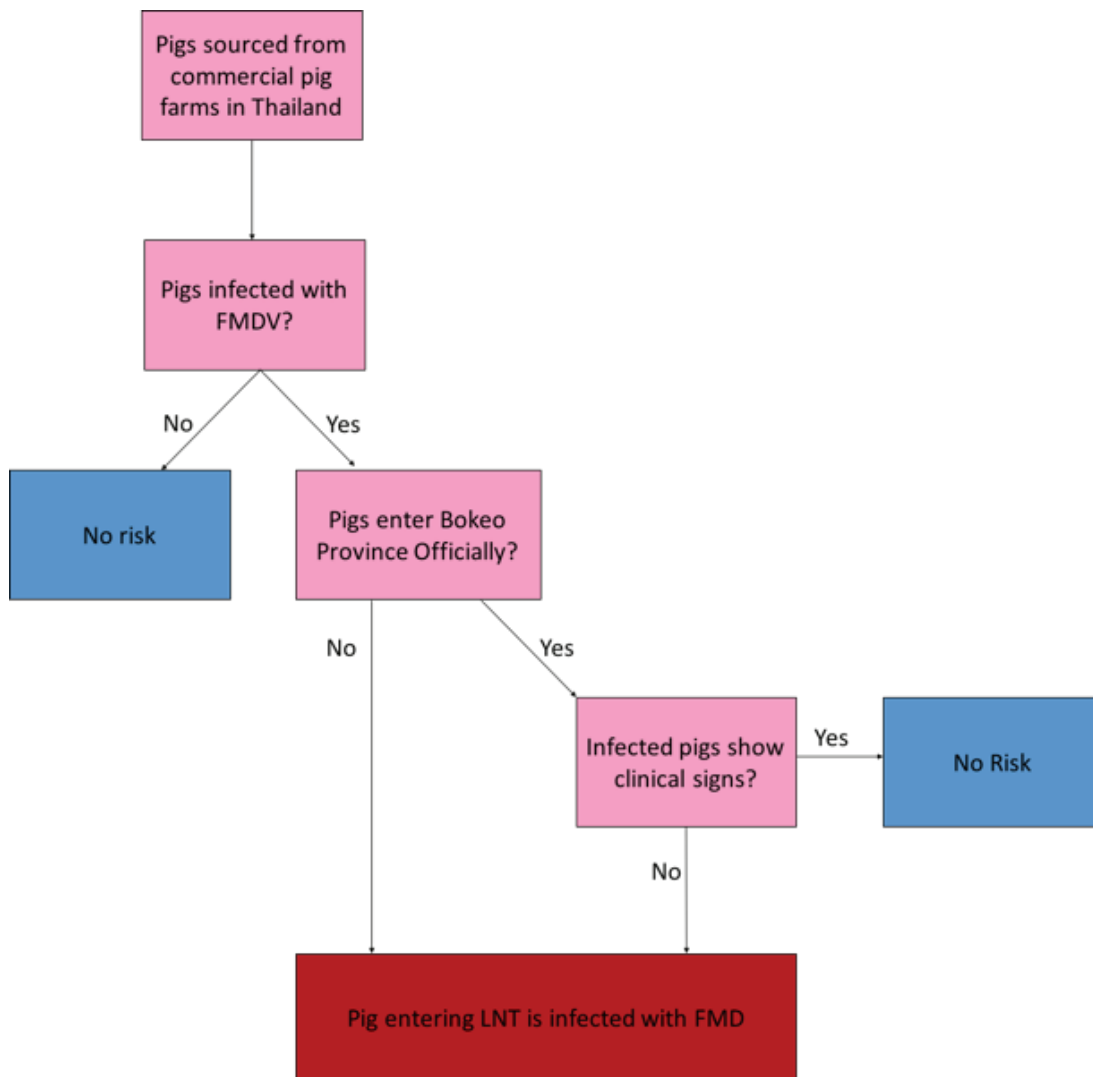 Pigs sourced from
commercial pig
farms in Thailand
Pigs infected with
FMDV?
No
Yes
No risk
Pigs enter Bokeo
Province Officially?
No
Yes
Infected pigs show
clinical signs?
Yes
No Risk
No
Pig entering LNT is infected with FMD